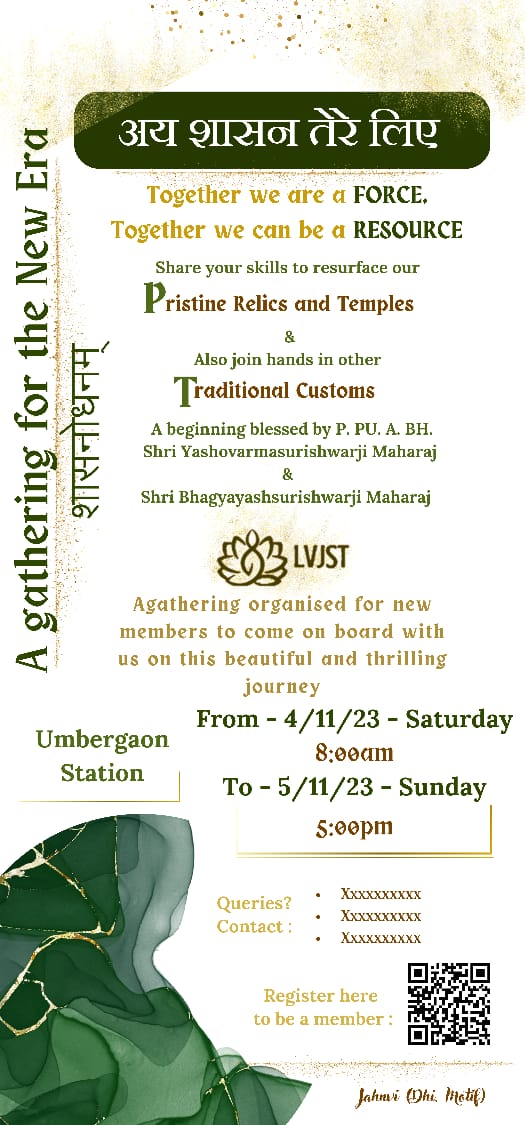 अय शासन तेरे लिए
A gathering for the New Era
शासनोधनम्
Together we are a FORCE,
Together we can be a RESOURCE
Share your skills to resurface our
Pristine Relics and Temples
&
Also join hands in other
Traditional Customs
A beginning blessed by P. PU. A. BH.
Shri Yashovarmasurishwarji Maharaj
&
Shri Bhagyayashsurishwarji Maharaj
LVJST
Agathering organised for new
members to come on board with
us on this beautiful and thrilling
journey
Umbergaon
Station
From - 4/11/23 - Saturday
8:00am
To - 5/11/23 - Sunday
5:00pm
Queries?
Contact :
• Xxxxxxxxxx
• Xxxxxxxxxx
• Xxxxxxxxxx
Register here
to be a member :
Jahnvi (Dhi. Motif)